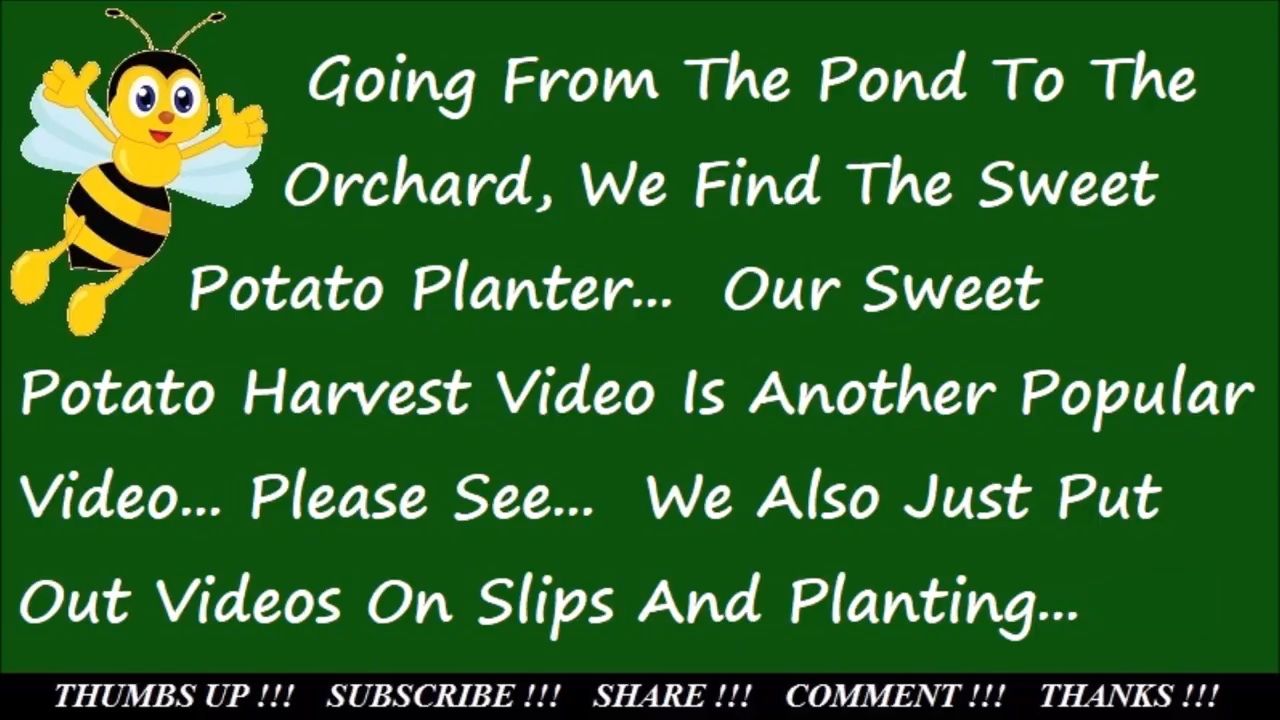 Going From The Pond To The
Orchard, We Find The Sweet
Potato Planter... Our Sweet
Potato Harvest Video Is Another Popular
Video... Please See... We Also Just Put
Out Videos On Slips And Planting...
THUMBS UP !!! SUBSCRIBE !!! SHARE !!! COMMENT !!! THANKS !!!